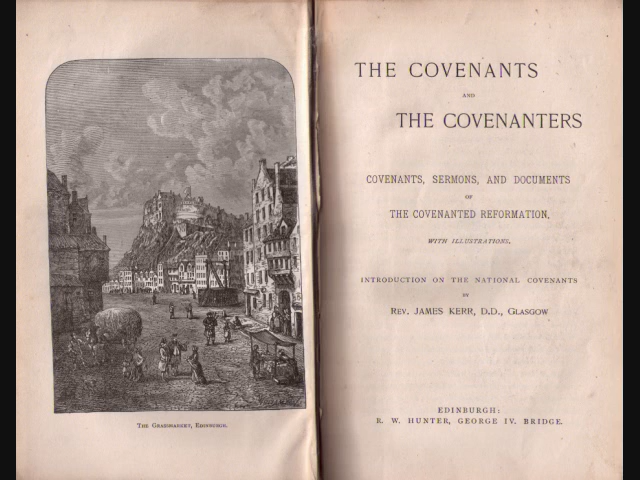 THE GRASSMARKET, EDINBURGH.
THE COVENANTS
AND
THE COVENANTERS
COVENANTS, SERMONS, AND DOCUMENTS
OF
THE COVENANTED REFORMATION.
WITH ILLUSTRATIONS.
INTRODUCTION ON THE NATIONAL COVENANTS
BY
REV. JAMES KERR, D.D., GLASGOW
EDINBURGH:
R. W. HUNTER, GEORGE IV. BRIDGE.